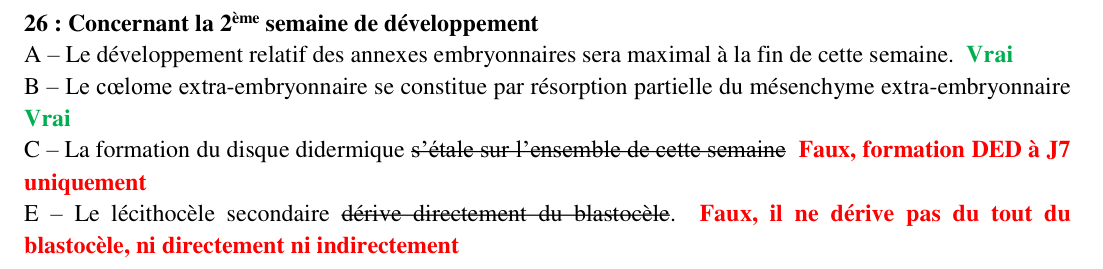 26 : Concernant la 2ème semaine de développement
A – Le développement relatif des annexes embryonnaires sera maximal à la fin de cette semaine. Vrai
B – Le cœlome extra-embryonnaire se constitue par résorption partielle du mésenchyme extra-embryonnaire
Vrai
C – La formation du disque didermique s'étale sur l'ensemble de cette semaine Faux, formation DED à J7
uniquement
E – Le lécithocèle secondaire dérive directement du blastocèle. Faux, il ne dérive pas du tout du
blastocèle, ni directement ni indirectement